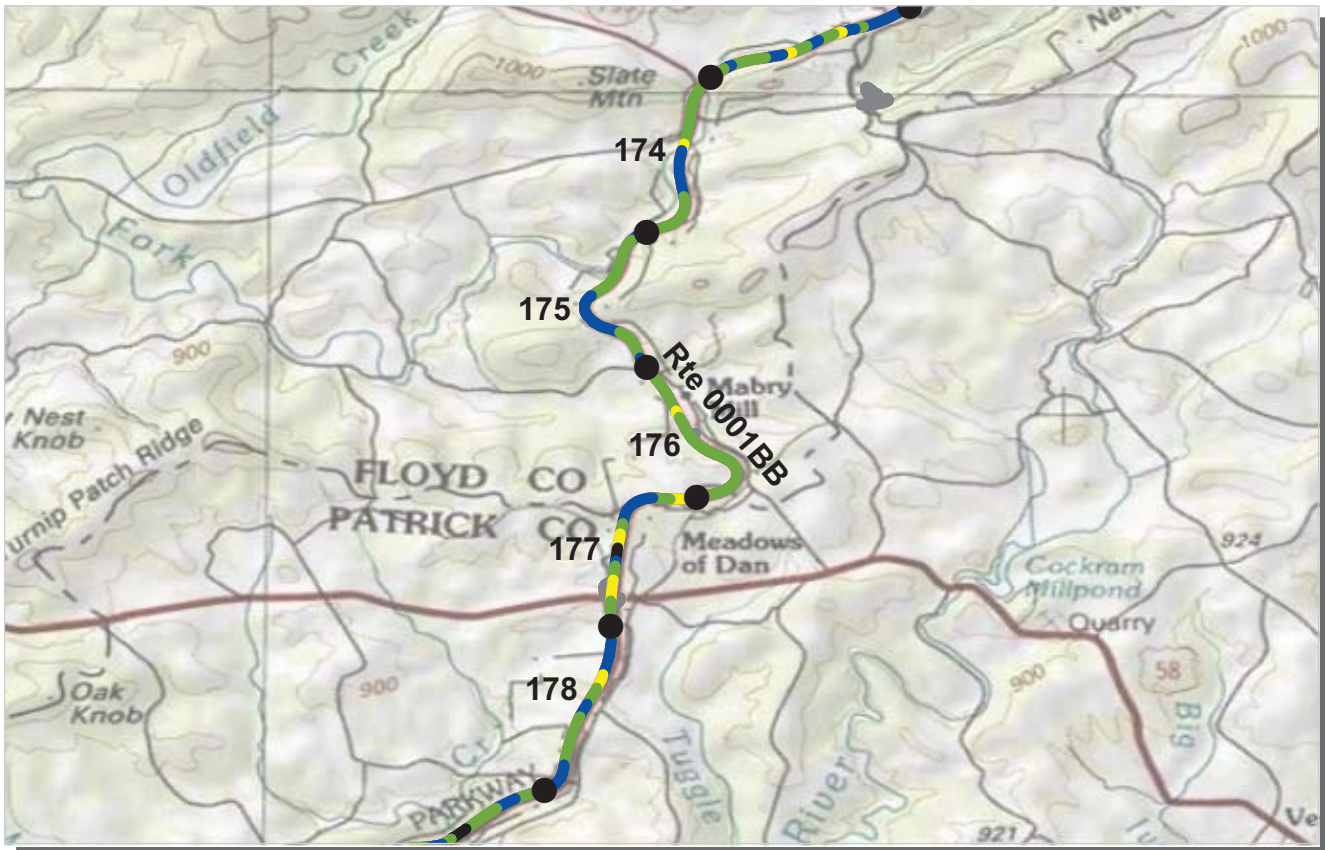 Creek
1000
Slate
Mtn
New
1000
Oldfield
174
Fork
175
900
Rte 0001BB
Mabry
Mill
Nest
Knob
urnip Patch Ridge
176
FLOYD CO
PATRICK CO
177
Meadows
of Dan
924
Cockram
Millpond
Quarry
58
178
Oak
Knob
900
900
Big
Cr
Tuggle
River
PARKWAY
921
Ve